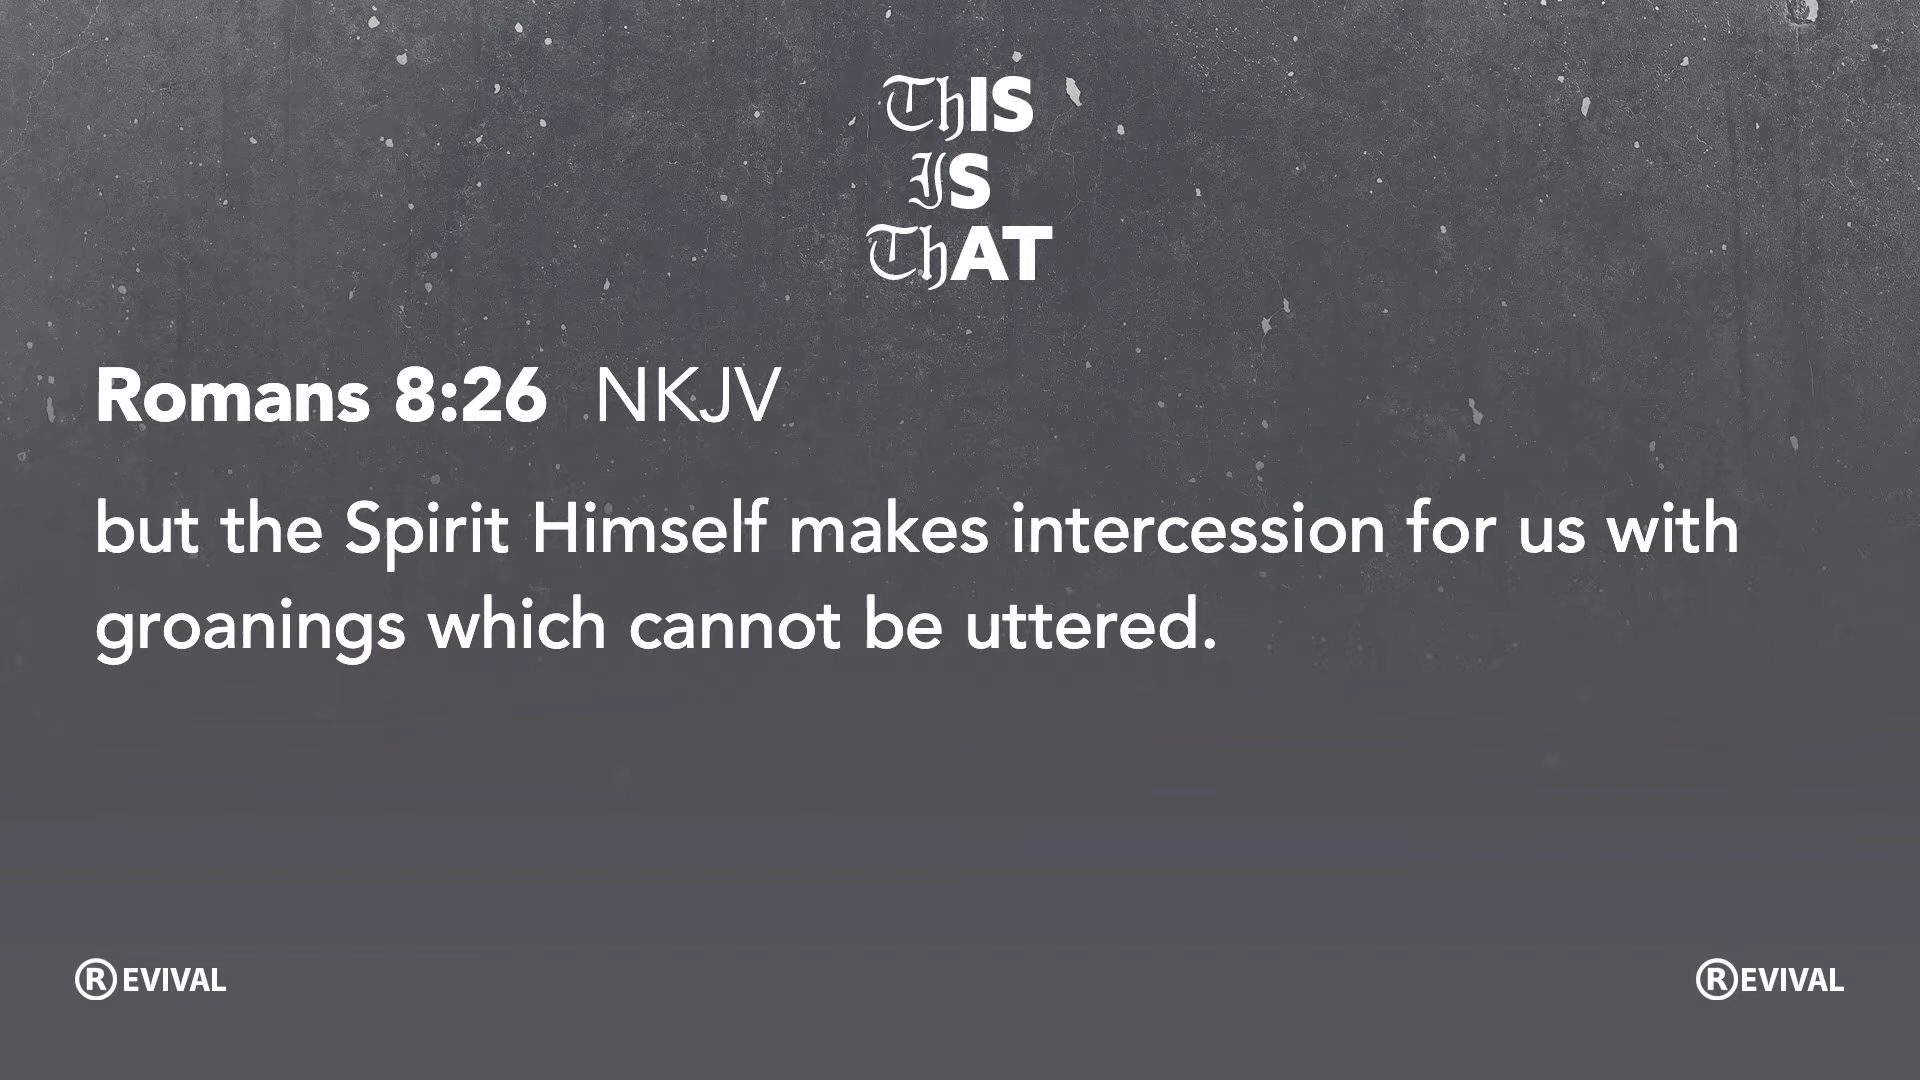 ThIS
IS
ThAT
Romans 8:26 NKJV
but the Spirit Himself makes intercession for us with
groanings which cannot be uttered.
REVIVAL
REVIVAL